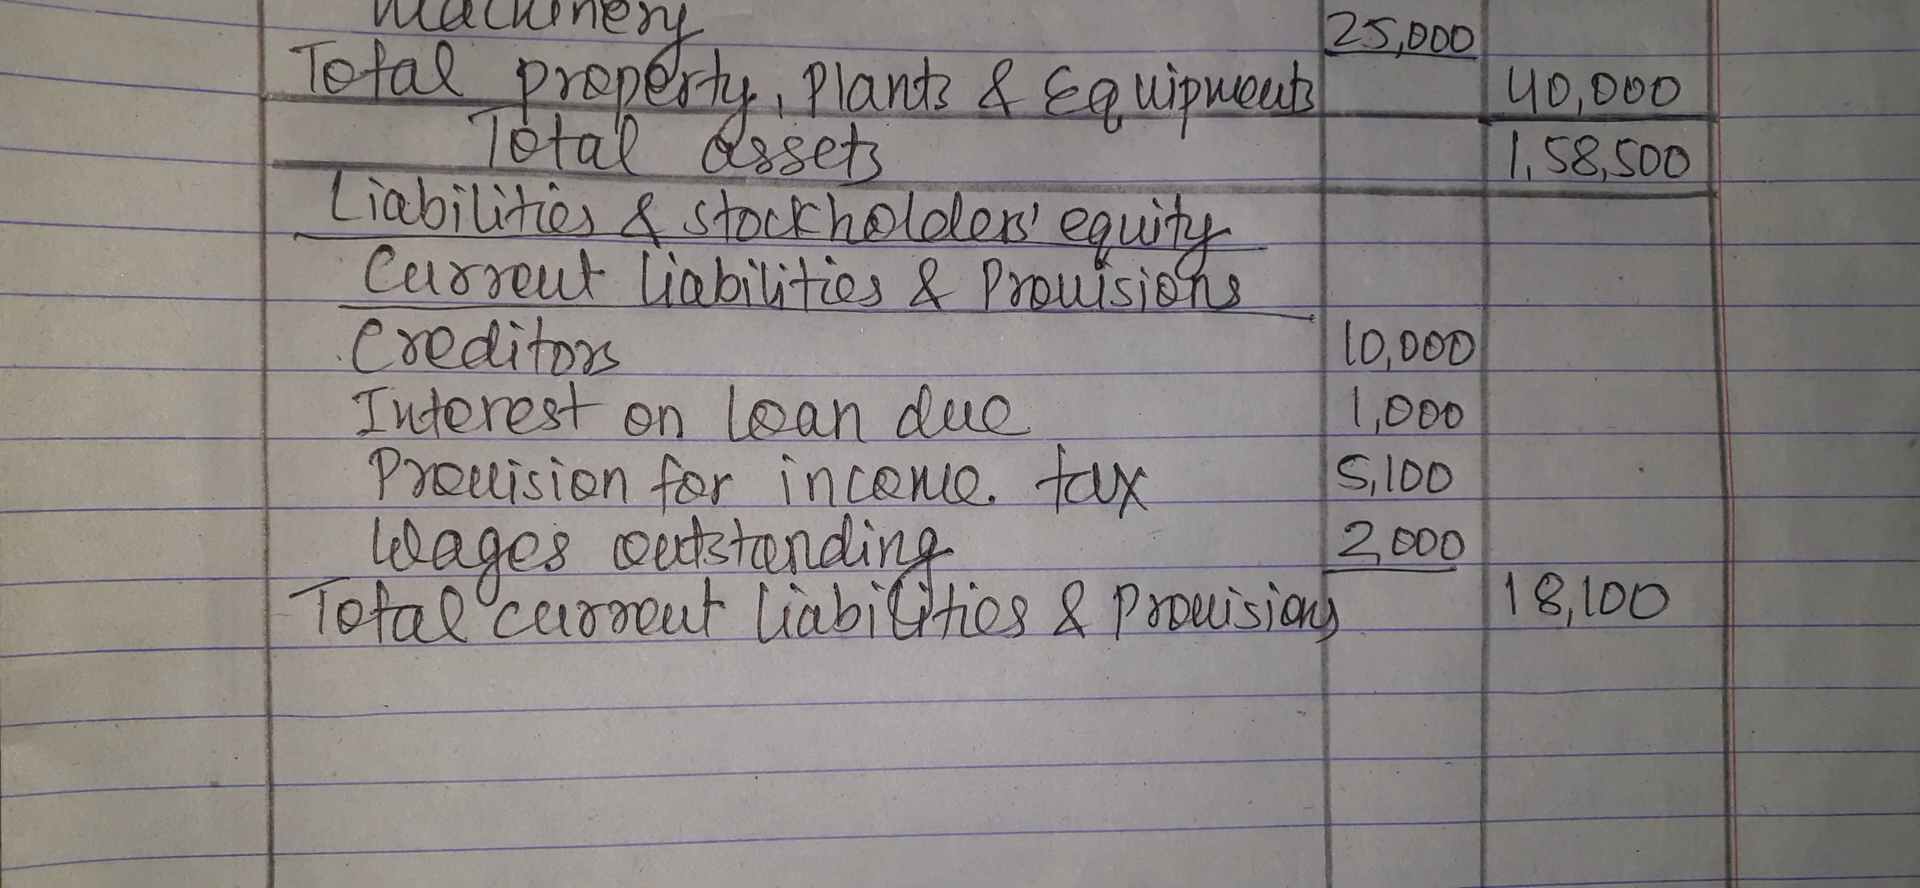 Machinery 25,000
Total property, Plants & Equipments 40,000
Total assets 1,58,500
Liabilities & stockholders' equity
Current liabilities & Provisions
Creditors 10,000
Interest on loan due 1,000
Provision for income tax 5,100
Wages outstanding 2,000
Total current liabilities & Provisions 18,100